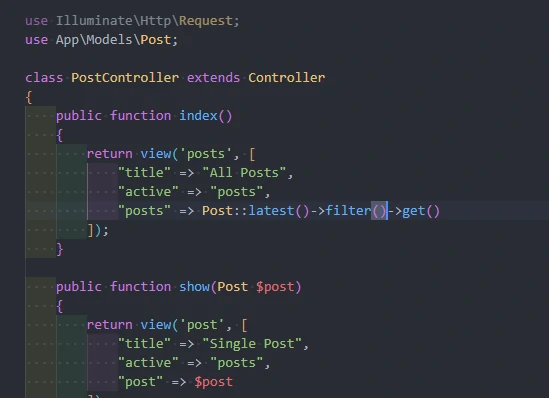 use Illuminate\Http\Request;
use App\Models\Post;
class PostController extends Controller
{
public function index()
{
return view('posts', [
"title" => "All Posts",
"active" => "posts",
"posts" => Post::latest()->filter()->get()
]);
}
public function show(Post $post)
{
return view('post', [
"title" => "Single Post",
"active" => "posts",
"post" => $post
])